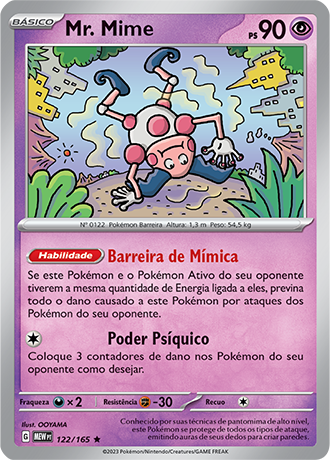 BÁSICO Mr. Mime PS 90
Nº 0122 Pokémon Barreira Altura: 1,3 m Peso: 54,5 kg
Habilidade Barreira de Mímica
Se este Pokémon e o Pokémon Ativo do seu oponente
tiverem a mesma quantidade de Energia ligada a eles, previna
todo o dano causado a este Pokémon por ataques dos
Pokémon do seu oponente.
Poder Psíquico
Coloque 3 contadores de dano nos Pokémon do seu
oponente como desejar.
Fraqueza ×2 Resistência -30 Recuo
Ilust. OOYAMA
G MEW PT 122/165 ★
Conhecido por suas técnicas de pantomima de alto nível,
este Pokémon se protege de todos os tipos de ataque,
emitindo auras de seus dedos para criar paredes.
©2023 Pokémon/Nintendo/Creatures/GAME FREAK